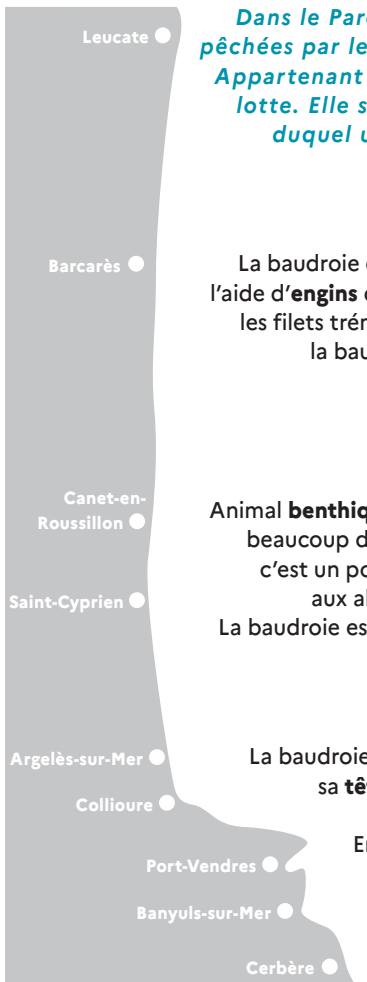 Dans le Parc
pêchées par le
Appartenant
lotte. Elle s
duquel u
Leucate
Barcarès
La baudroie
l'aide d'engins
les filets trém
la bau
Canet-en-
Roussillon
Saint-Cyprien
Animal benthiq
beaucoup d
c'est un po
aux al
La baudroie es
Argelès-sur-Mer
Collioure
Port-Vendres
Banyuls-sur-Mer
Cerbère
La baudroie
sa têt
En